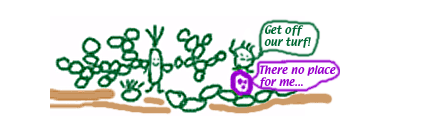 Get off
our turf!
There no place
for me...